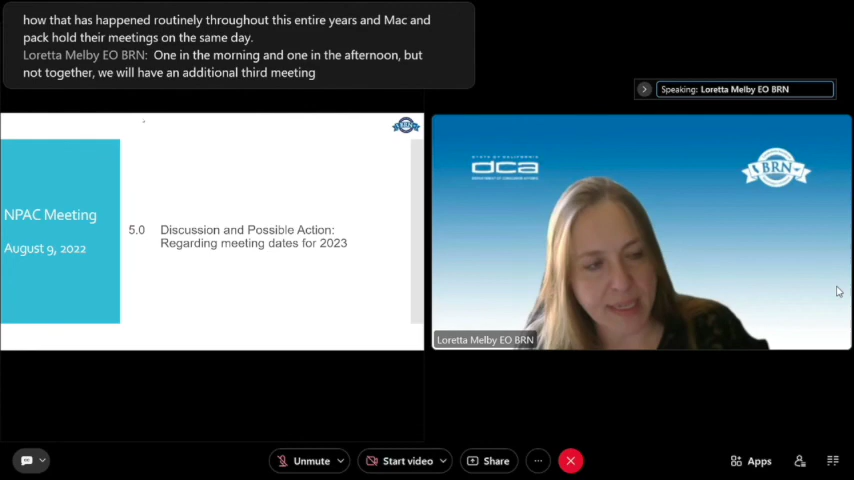 how that has happened routinely throughout this entire years and Mac and
pack hold their meetings on the same day.
Loretta Melby EO BRN: One in the morning and one in the afternoon, but
not together, we will have an additional third meeting
Speaking: Loretta Melby EO BRN
BRN
NPAC Meeting
August 9, 2022
5.0 Discussion and Possible Action:
Regarding meeting dates for 2023
STATE OF CALIFORNIA
dca
DEPARTMENT OF CONSUMER AFFAIRS
BRN
Loretta Melby EO BRN
Unmute
Start video
Share
Apps